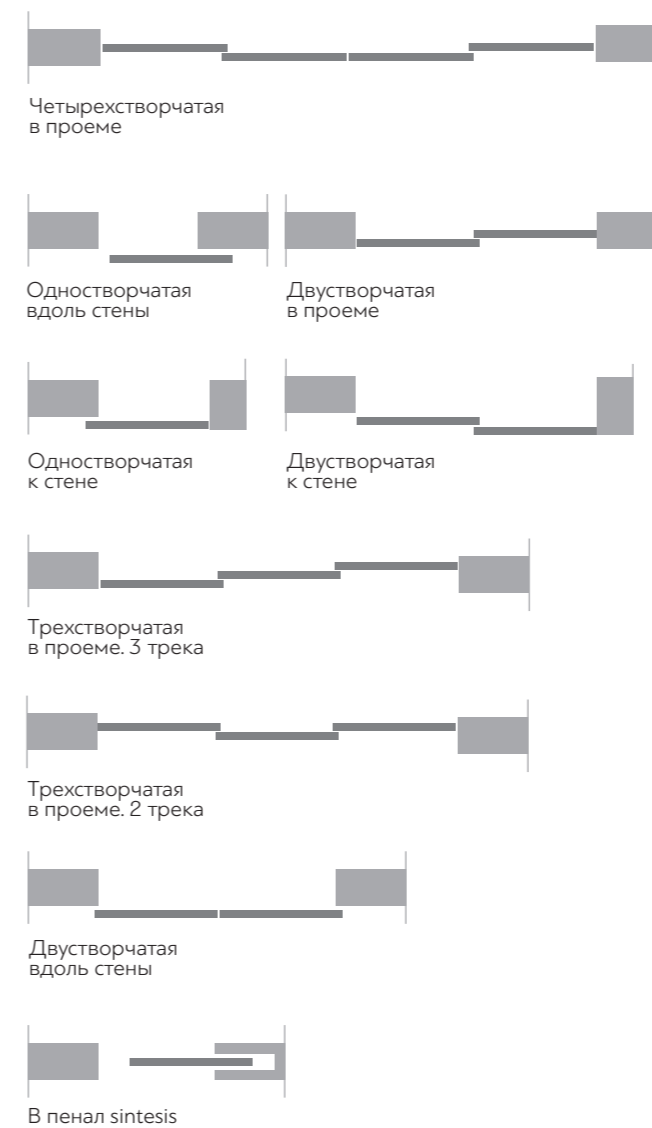 Четырехстворчатая
в проеме
Одностворчатая
вдоль стены
Двустворчатая
в проеме
Одностворчатая
к стене
Двустворчатая
к стене
Трехстворчатая
в проеме. 3 трека
Трехстворчатая
в проеме. 2 трека
Двустворчатая
вдоль стены
В пенал sintesis